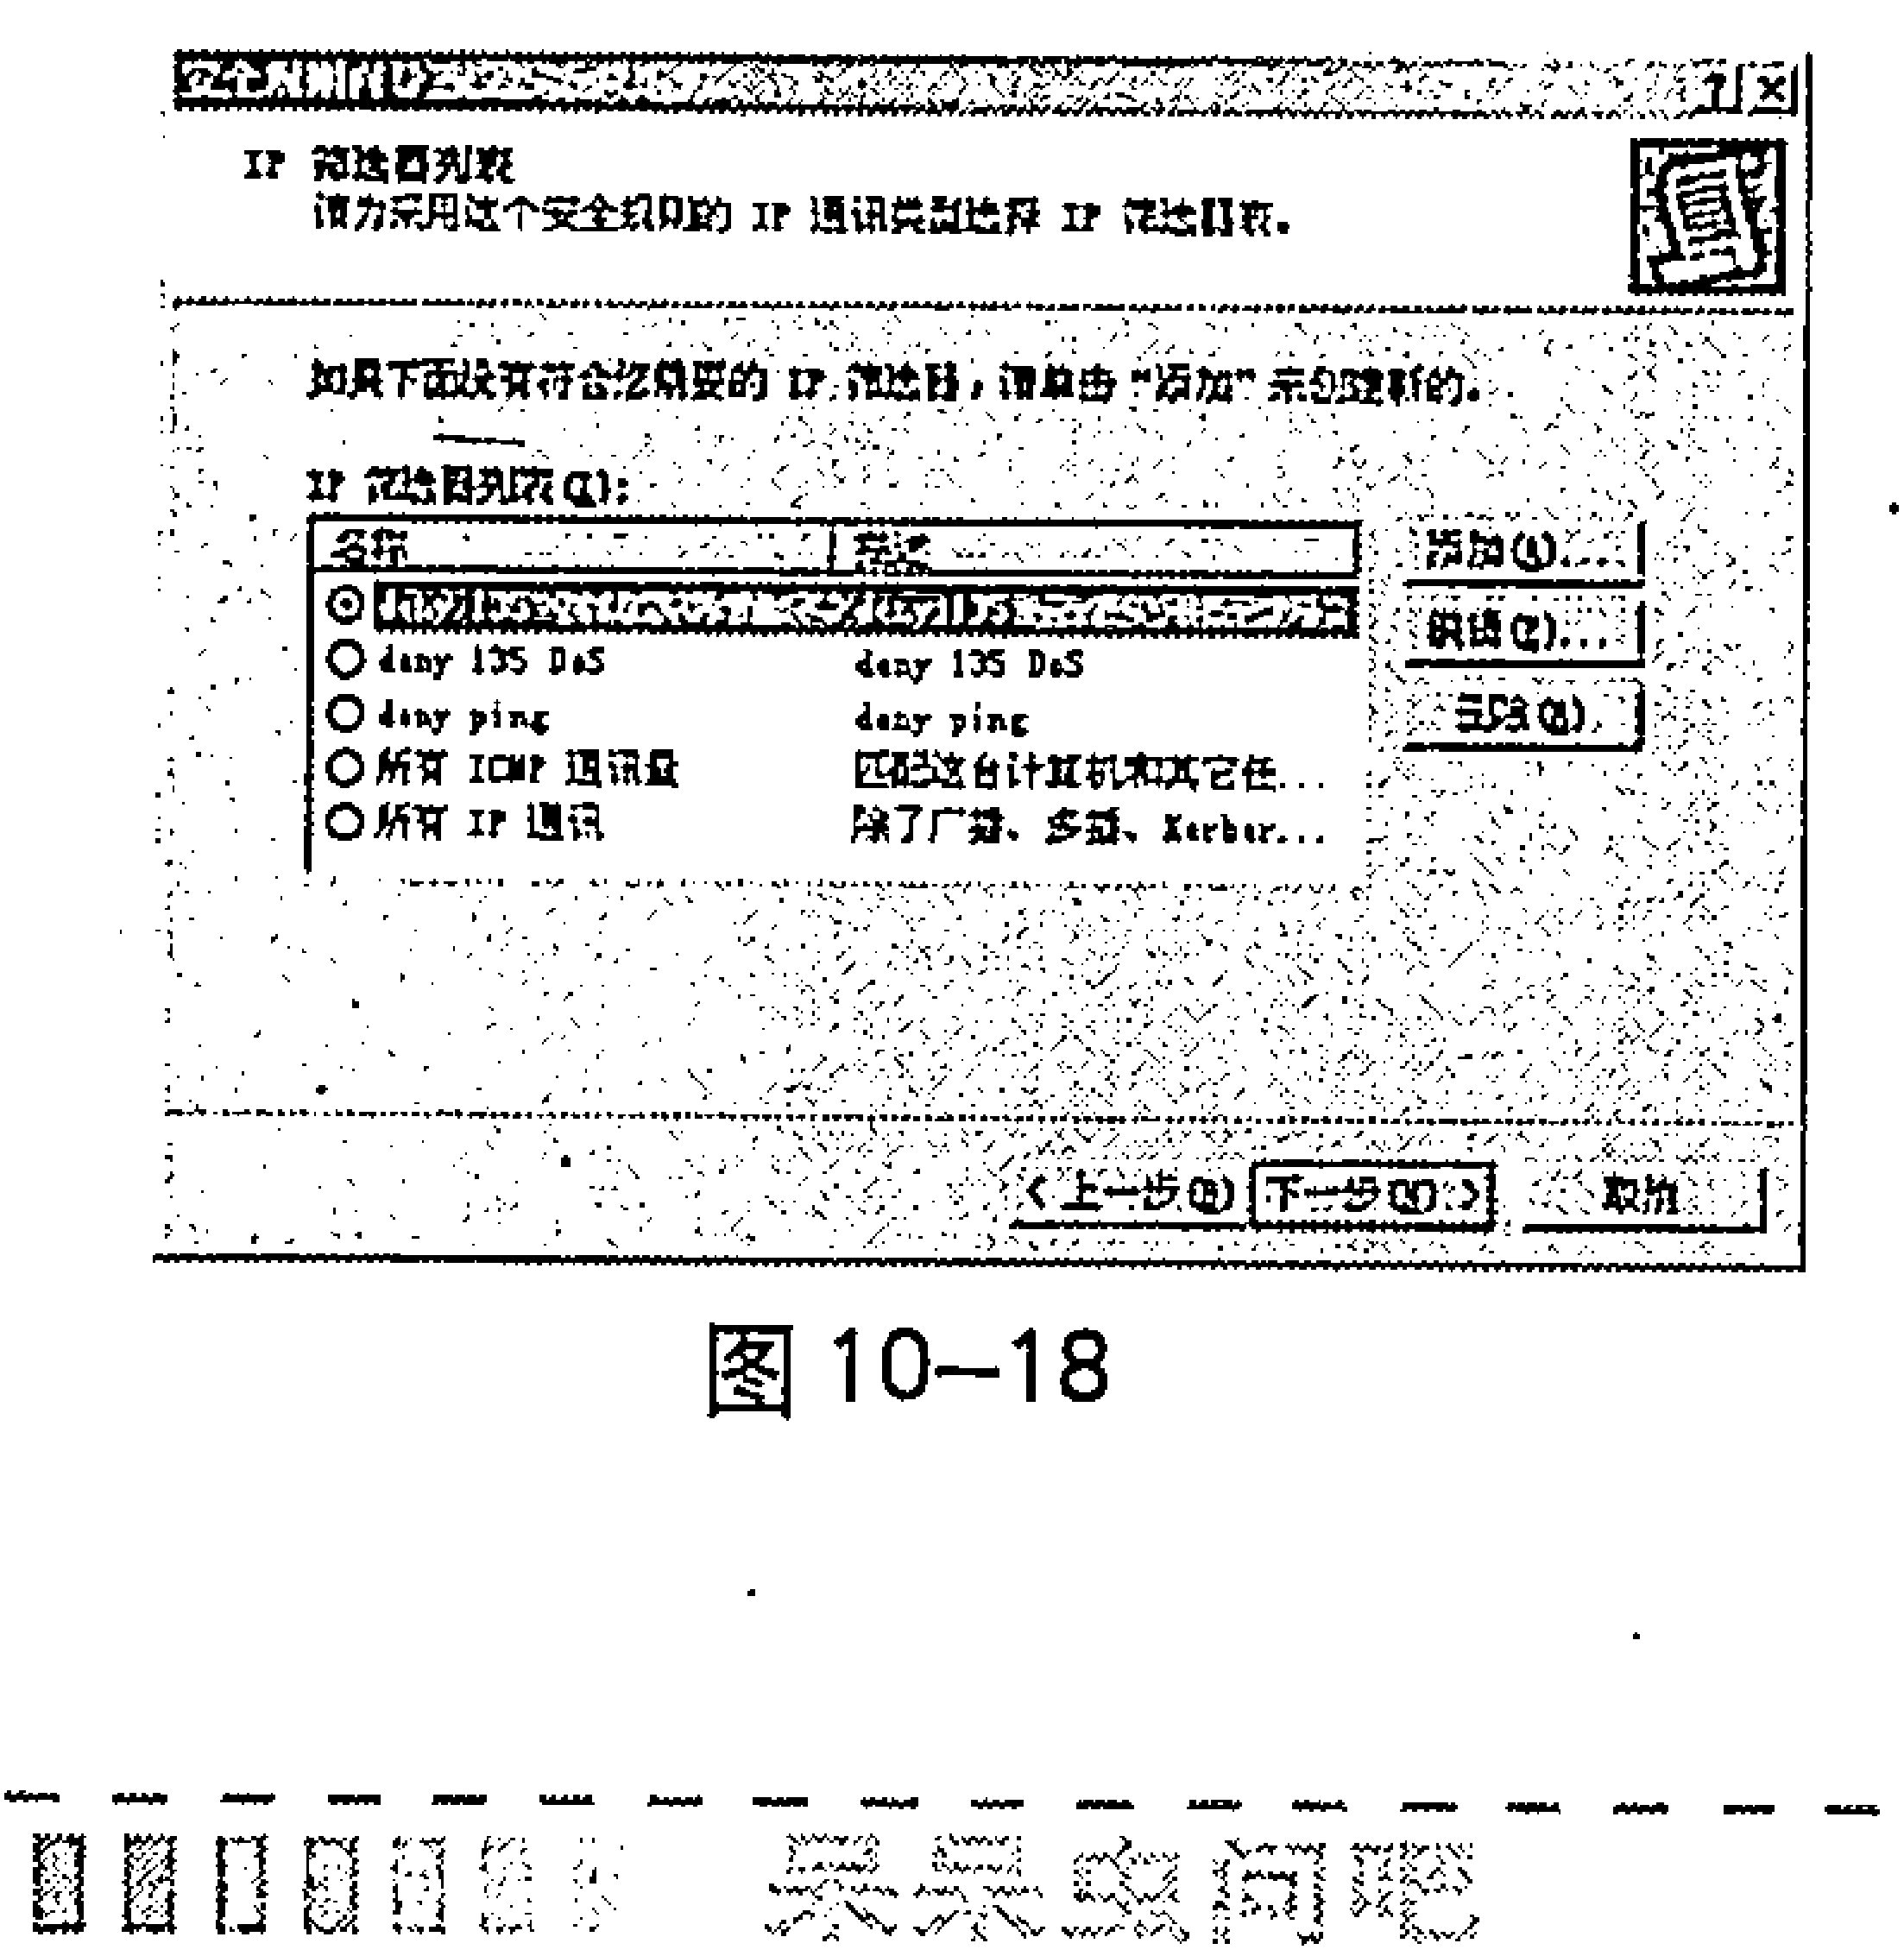 IP 筛选器列表
请为采用这个安全规则的 IP 通讯类型选择 IP 筛选器表。
如果下面没有符合您需要的 IP 筛选器，请单击“添加”来创建新的。
IP 筛选器列表(I):
名称 描述
添加(A)...
deny 135 DoS deny 135 DoS
编辑(E)...
deny ping deny ping
删除(R)
所有 ICMP 通讯量 匹配这台计算机和其它任...
所有 IP 通讯 除了广播、多播、Kerber...
< 上一步(B) 下一步(N) > 取消
图 10-18